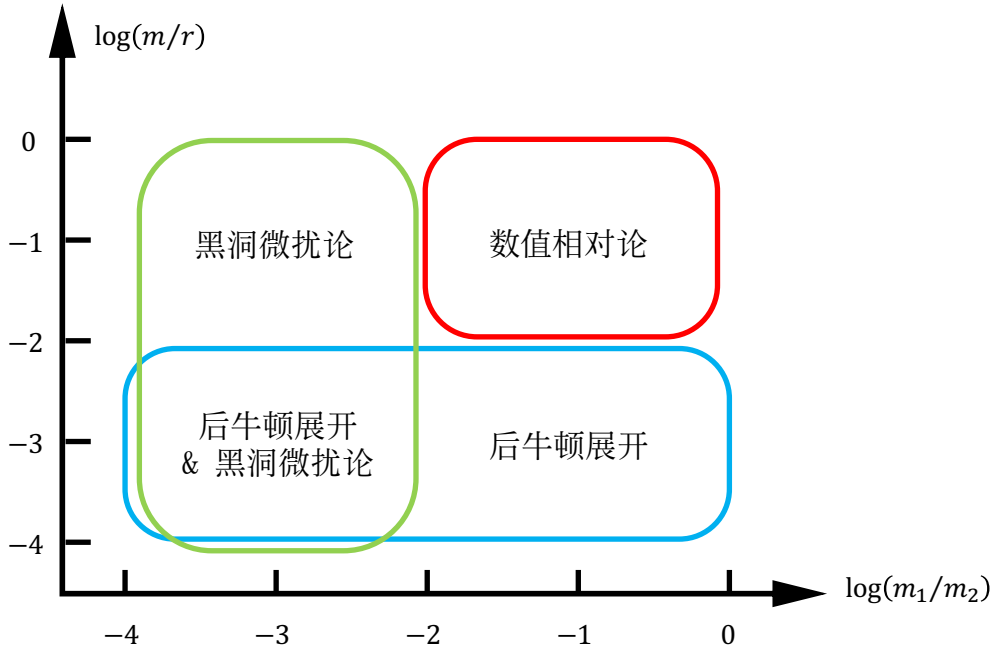 log(m/r)
0
−1
黑洞微扰论
数值相对论
−2
−3
后牛顿展开
& 黑洞微扰论
后牛顿展开
−4
log(m₁/m₂)
−4 −3 −2 −1 0